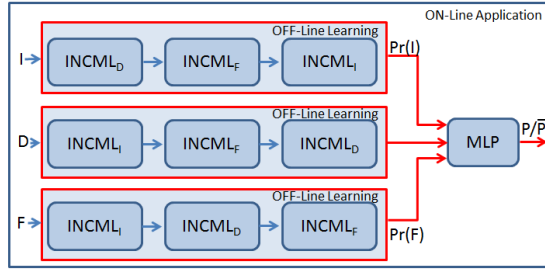 ON-Line Application
OFF-Line Learning
I
INCML_D
INCML_F
INCML_I
Pr(I)
OFF-Line Learning
D
INCML_I
INCML_F
INCML_D
MLP
P/P̅
OFF-Line Learning
F
INCML_I
INCML_D
INCML_F
Pr(F)